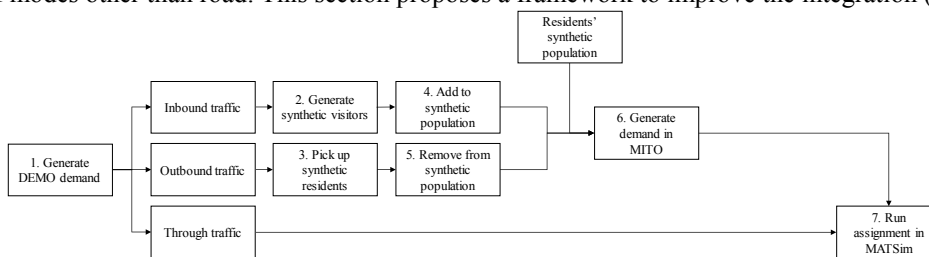 modes other than road. This section proposes a framework to improve the integration (
Residents'
synthetic
population
Inbound traffic
2. Generate
synthetic visitors
4. Add to
synthetic
population
6. Generate
demand in
MITO
1. Generate
DEMO demand
Outbound traffic
3. Pick up
synthetic
residents
5. Remove from
synthetic
population
Through traffic
7. Run
assignment in
MATSim